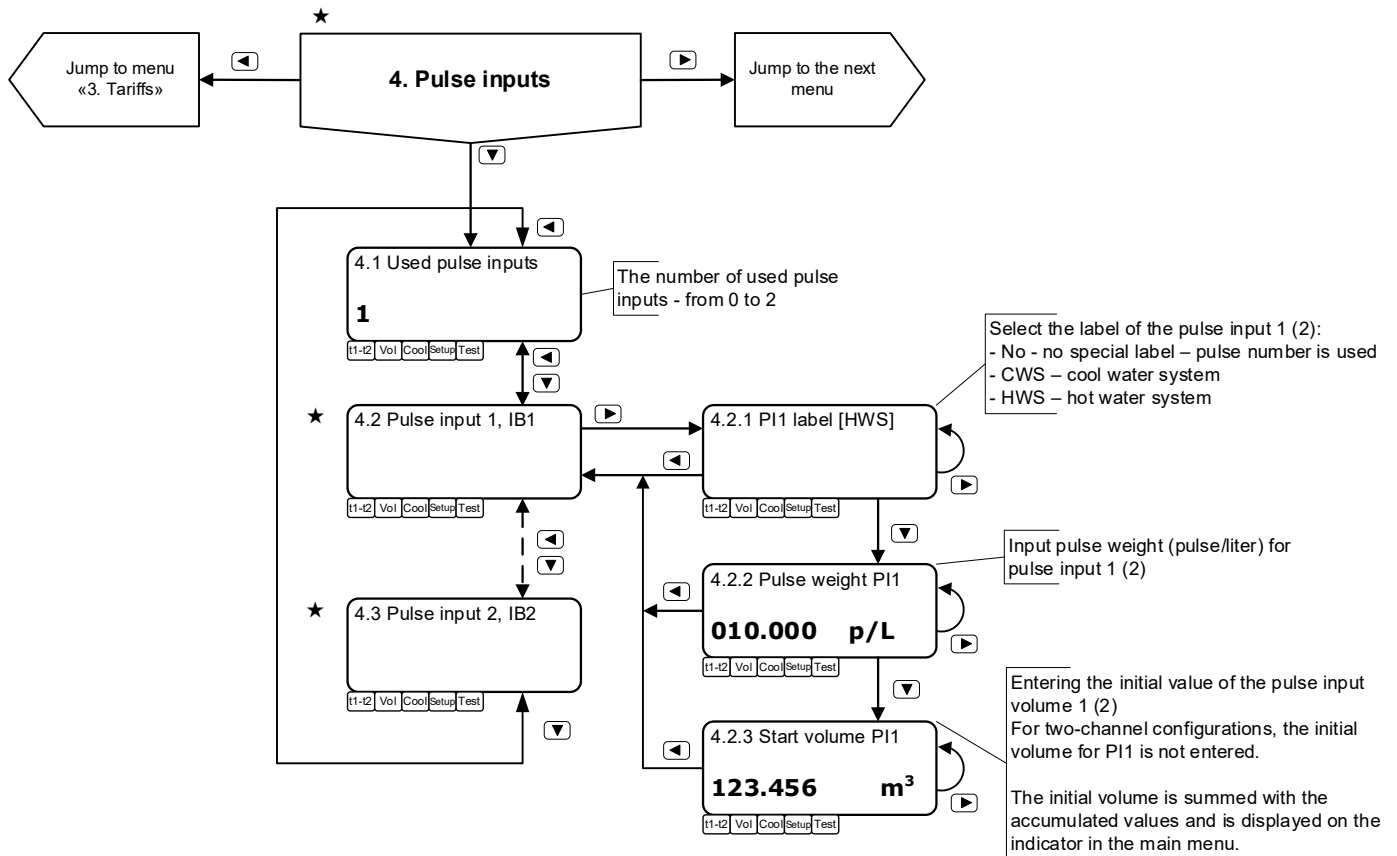 ★
Jump to menu
«3. Tariffs»
◄
4. Pulse inputs
►
Jump to the next
menu
▼
◄
4.1 Used pulse inputs
1
t1-t2 Vol Cool Setup Test
The number of used pulse
inputs - from 0 to 2
◄
▼
Select the label of the pulse input 1 (2):
- No - no special label – pulse number is used
- CWS – cool water system
- HWS – hot water system
★
4.2 Pulse input 1, IB1
t1-t2 Vol Cool Setup Test
►
◄
4.2.1 PI1 label [HWS]
t1-t2 Vol Cool Setup Test
►
◄
▼
▼
Input pulse weight (pulse/liter) for
pulse input 1 (2)
★
4.3 Pulse input 2, IB2
t1-t2 Vol Cool Setup Test
▼
◄
4.2.2 Pulse weight PI1
010.000 p/L
t1-t2 Vol Cool Setup Test
►
▼
◄
4.2.3 Start volume PI1
123.456 m³
t1-t2 Vol Cool Setup Test
►
Entering the initial value of the pulse input
volume 1 (2)
For two-channel configurations, the initial
volume for PI1 is not entered.
The initial volume is summed with the
accumulated values and is displayed on the
indicator in the main menu.